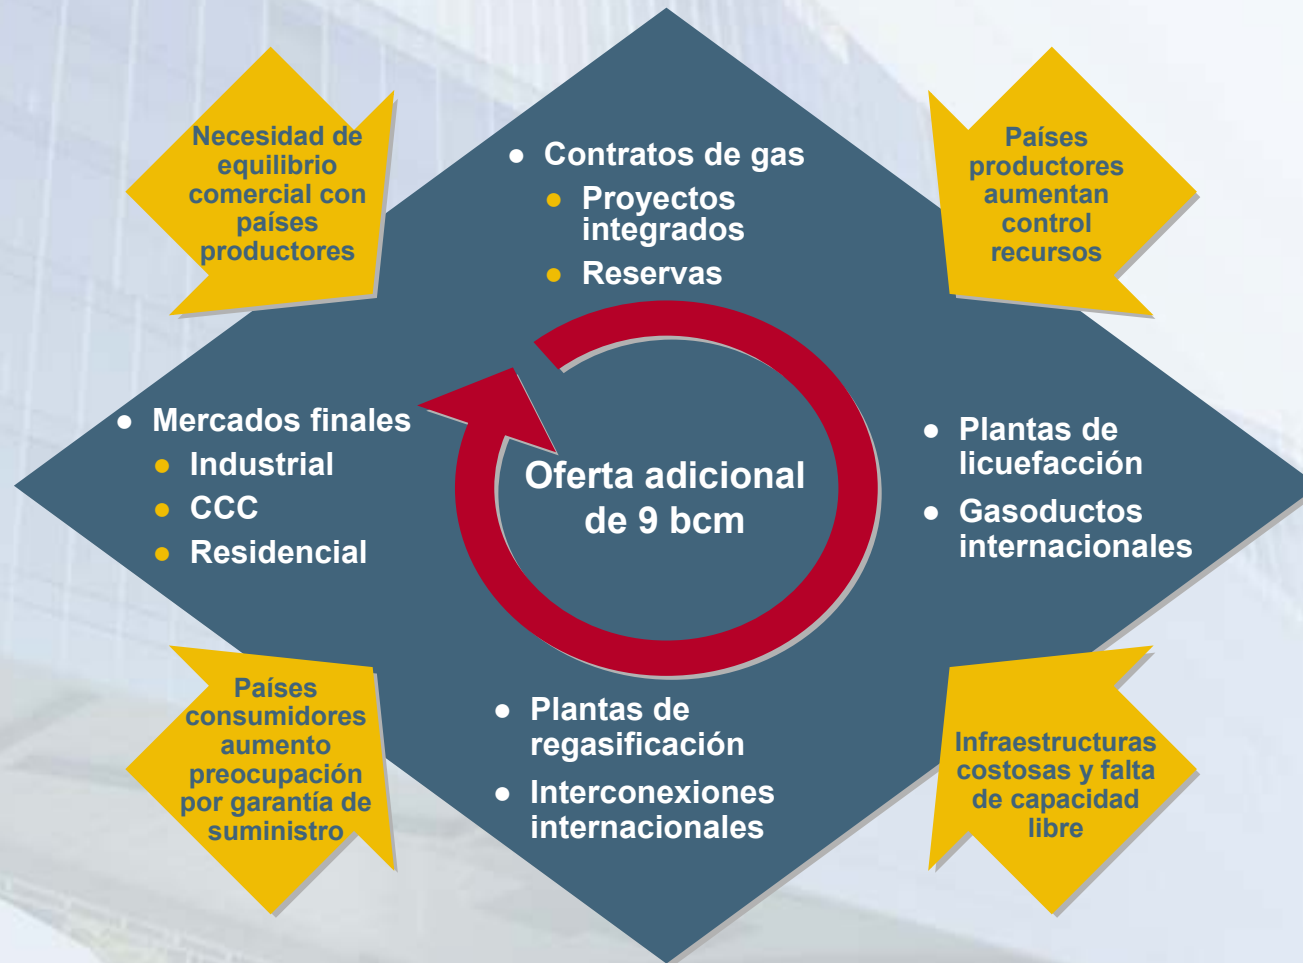 Necesidad de
equilibrio
comercial con
países
productores
● Contratos de gas
● Proyectos
integrados
● Reservas
Países
productores
aumentan
control
recursos
● Mercados finales
● Industrial
● CCC
● Residencial
Oferta adicional
de 9 bcm
● Plantas de
licuefacción
● Gasoductos
internacionales
Países
consumidores
aumento
preocupación
por garantía de
suministro
● Plantas de
regasificación
● Interconexiones
internacionales
Infraestructuras
costosas y falta
de capacidad
libre